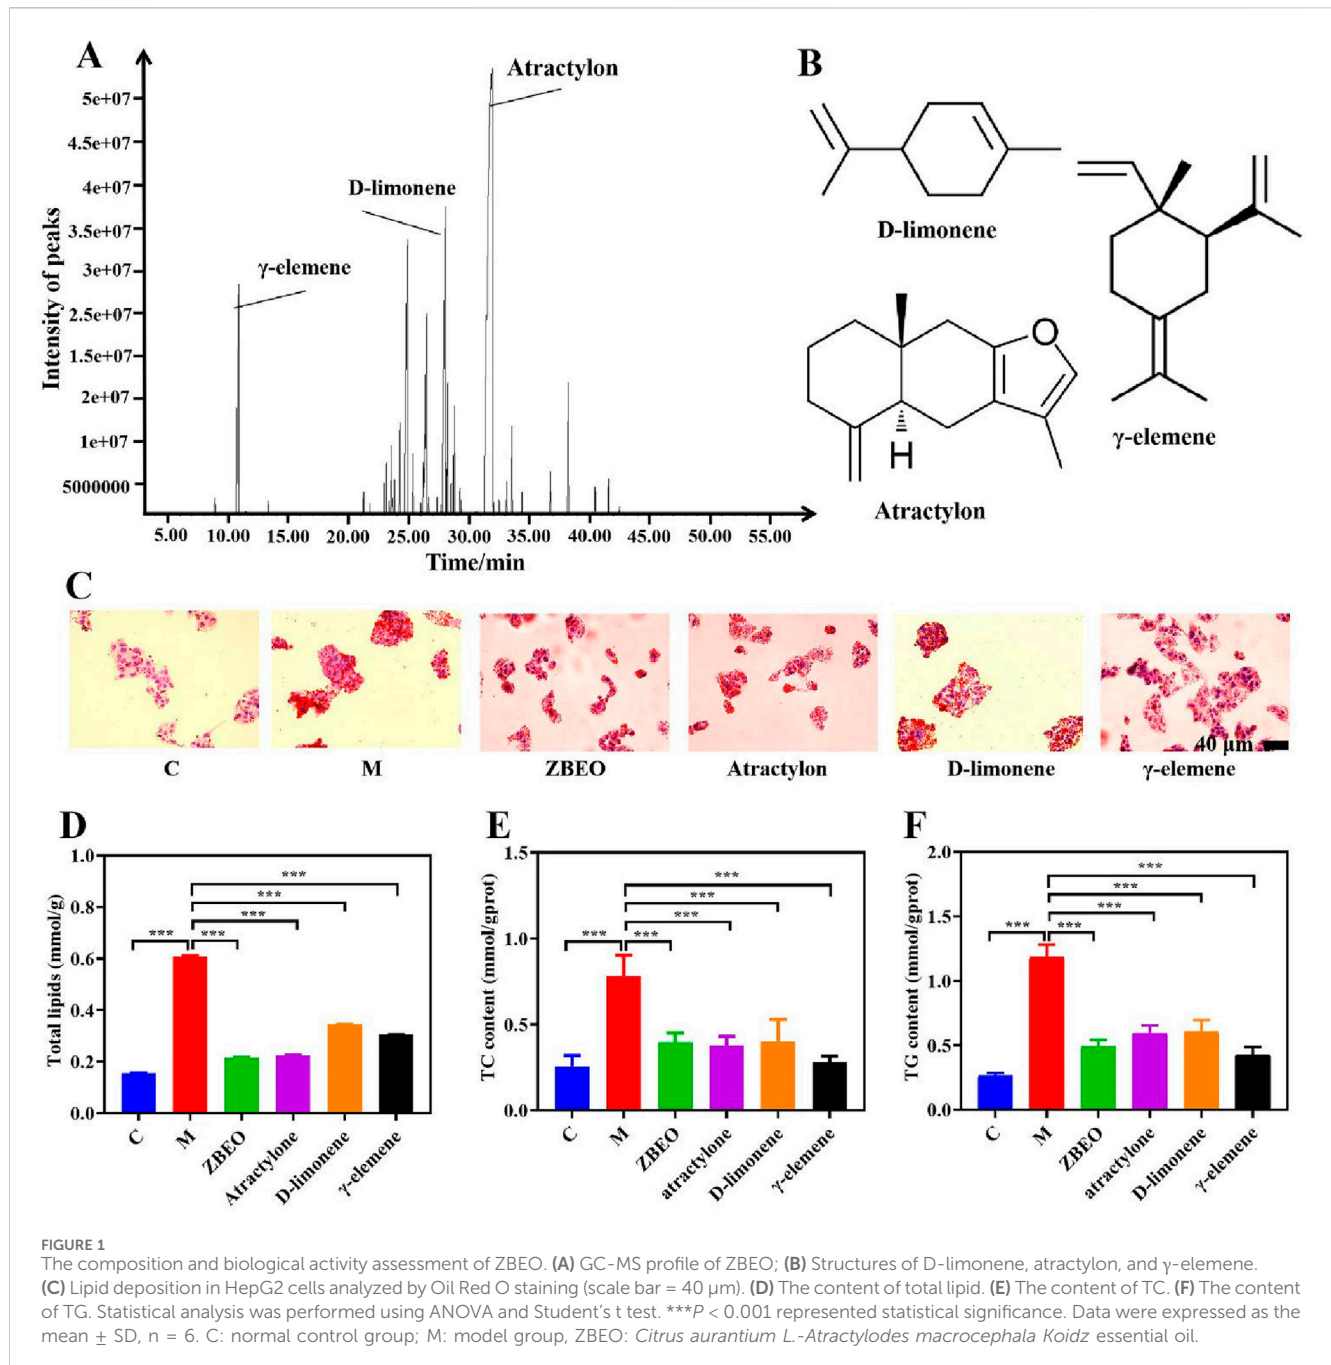 A
Intensity of peaks
5e+07
4.5e+07
4e+07
3.5e+07
3e+07
2.5e+07
1.5e+07
2e+07
1e+07
5000000
γ-elemene
D-limonene
Atractylon
5.00 10.00 15.00 20.00 25.00 30.00 35.00 40.00 45.00 50.00 55.00
Time/min
B
D-limonene
O
H
Atractylon
γ-elemene
C
40 μm
C M ZBEO Atractylon D-limonene γ-elemene
D
Total lipids (mmol/g)
1.0
0.8
0.6
0.4
0.2
0.0
***
***
***
***
***
C M ZBEO Atractylone D-limonene γ-elemene
E
TC content (mmol/gprot)
1.5
1.0
0.5
0.0
***
***
***
***
***
C M ZBEO atractylone D-limonene γ-elemene
F
TG content (mmol/gprot)
2.0
1.5
1.0
0.5
0.0
***
***
***
***
***
C M ZBEO atractylone D-limonene γ-elemene
FIGURE 1
The composition and biological activity assessment of ZBEO. (A) GC-MS profile of ZBEO; (B) Structures of D-limonene, atractylon, and γ-elemene.
(C) Lipid deposition in HepG2 cells analyzed by Oil Red O staining (scale bar = 40 μm). (D) The content of total lipid. (E) The content of TC. (F) The content
of TG. Statistical analysis was performed using ANOVA and Student's t test. ***P < 0.001 represented statistical significance. Data were expressed as the
mean ± SD, n = 6. C: normal control group; M: model group, ZBEO: Citrus aurantium L.-Atractylodes macrocephala Koidz essential oil.